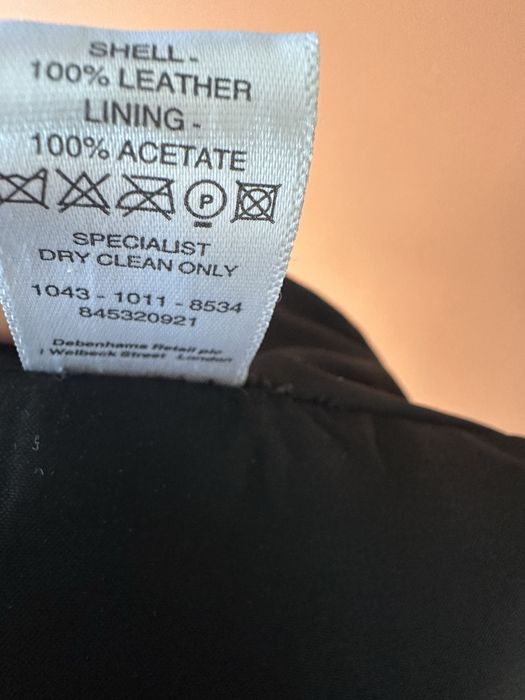 SHELL-
100% LEATHER
LINING -
100% ACETATE
P
SPECIALIST
DRY CLEAN ONLY
1043 - 1011 - 8534
845320921
Debenhams Retail plc
1 Welbeck Street London